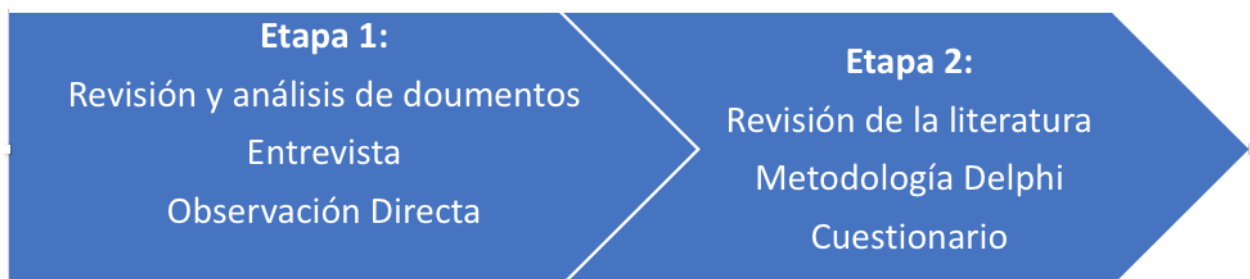 Etapa 1:
Revisión y análisis de doumentos
Entrevista
Observación Directa
Etapa 2:
Revisión de la literatura
Metodología Delphi
Cuestionario